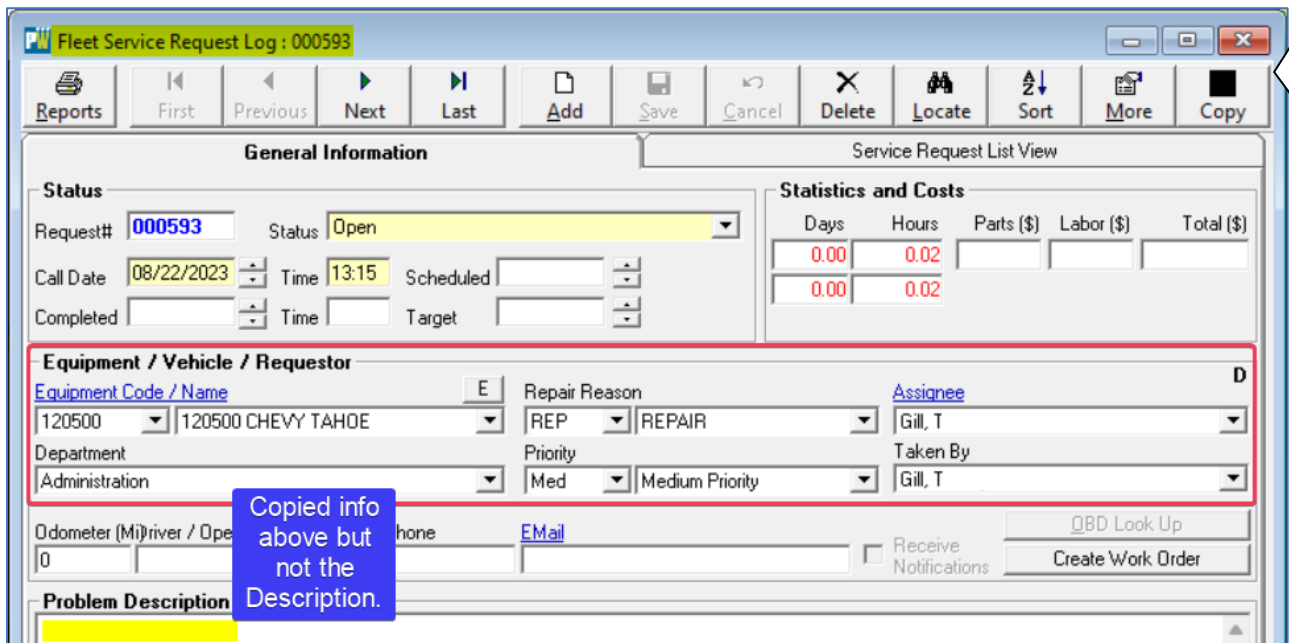 PW Fleet Service Request Log : 000593
Reports First Previous Next Last Add Save Cancel Delete Locate Sort More Copy
General Information Service Request List View
Status Statistics and Costs
Days Hours Parts ($) Labor ($) Total ($)
Request# 000593 Status Open
0.00 0.02
Call Date 08/22/2023 Time 13:15 Scheduled
0.00 0.02
Completed Time Target
Equipment / Vehicle / Requestor
D
Equipment Code / Name E Repair Reason Assignee
120500 120500 CHEVY TAHOE REP REPAIR Gill, T
Department Priority Taken By
Administration Med Medium Priority Gill, T
Odometer (Mi) river / Ope hone EMail OBD Look Up
0 Receive Notifications Create Work Order
Copied info
above but
not the
Description.
Problem Description